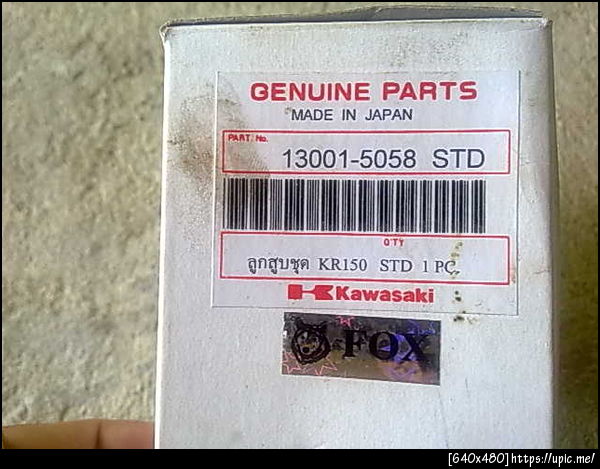 GENUINE PARTS
MADE IN JAPAN
PART. No.
13001-5058 STD
Q'TY
ลูกสูบชุด KR150 STD 1 PC.
Kawasaki
FOX
[640x480]https://upic.me/